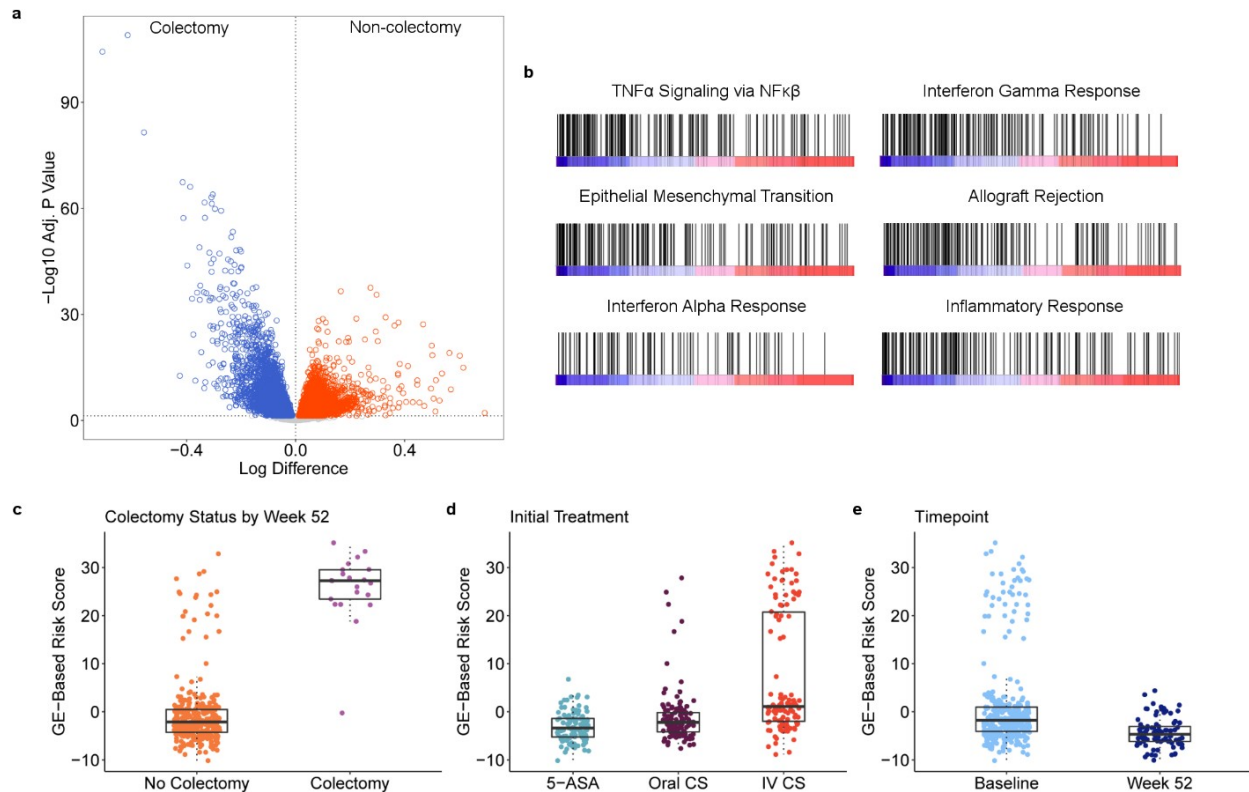 a
Colectomy
Non-colectomy
−Log10 Adj. P Value
90
60
30
0
−0.4
0.0
0.4
Log Difference
b
TNFα Signaling via NFκβ
Interferon Gamma Response
Epithelial Mesenchymal Transition
Allograft Rejection
Interferon Alpha Response
Inflammatory Response
c
Colectomy Status by Week 52
GE−Based Risk Score
30
20
10
0
−10
No Colectomy
Colectomy
d
Initial Treatment
GE−Based Risk Score
30
20
10
0
−10
5−ASA
Oral CS
IV CS
e
Timepoint
GE−Based Risk Score
30
20
10
0
−10
Baseline
Week 52